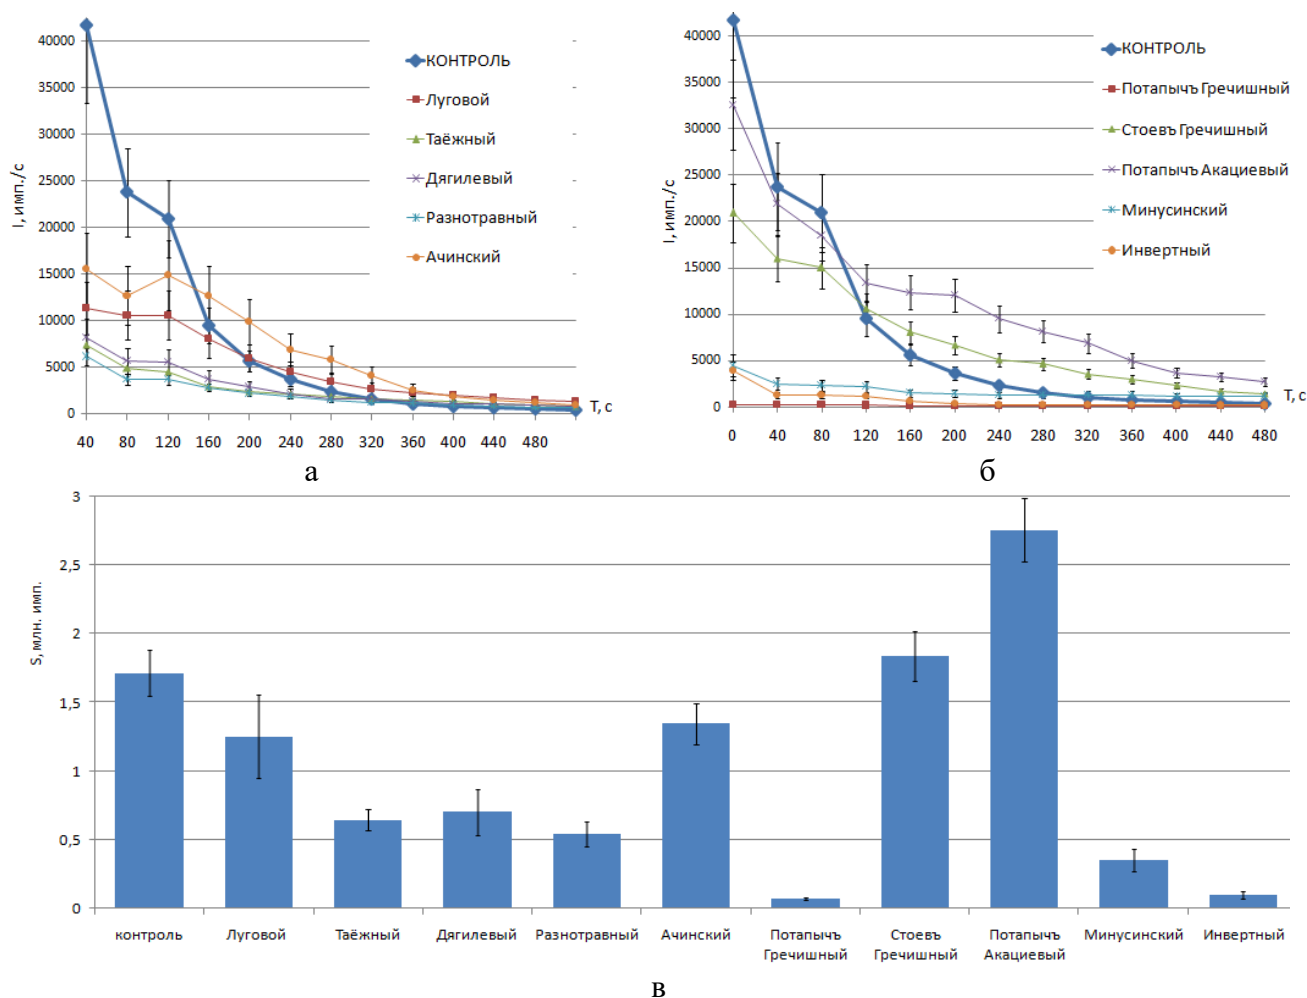 40000
35000
30000
25000
20000
15000
10000
5000
0
I, имп./с
КОНТРОЛЬ
Луговой
Таёжный
Дягилевый
Разнотравный
Ачинский
T, с
40 80 120 160 200 240 280 320 360 400 440 480
а
40000
35000
30000
25000
20000
15000
10000
5000
0
I, имп./с
КОНТРОЛЬ
Потапычъ Гречишный
Стоевъ Гречишный
Потапычъ Акациевый
Минусинский
Инвертный
T, с
0 40 80 120 160 200 240 280 320 360 400 440 480
б
3
2,5
2
1,5
1
0,5
0
S, млн. имп.
контроль Луговой Таёжный Дягилевый Разнотравный Ачинский Потапычъ Стоевъ Потапычъ Минусинский Инвертный
Гречишный Гречишный Акациевый
в